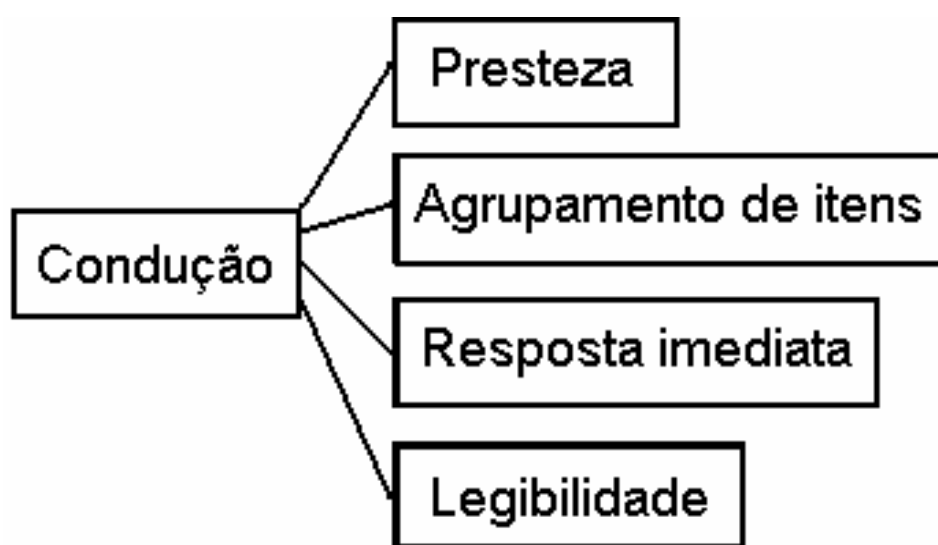 Presteza
Agrupamento de itens
Condução
Resposta imediata
Legibilidade